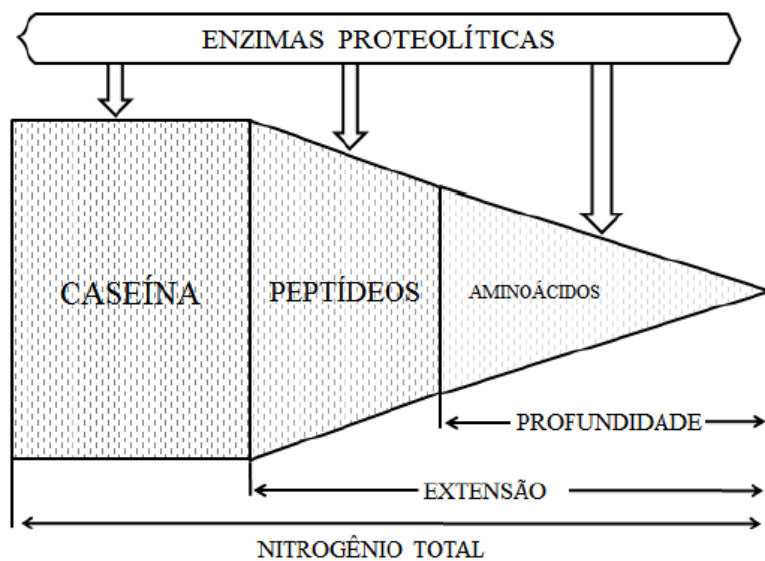 ENZIMAS PROTEOLÍTICAS
CASEÍNA
PEPTÍDEOS
AMINOÁCIDOS
PROFUNDIDADE
EXTENSÃO
NITROGÊNIO TOTAL